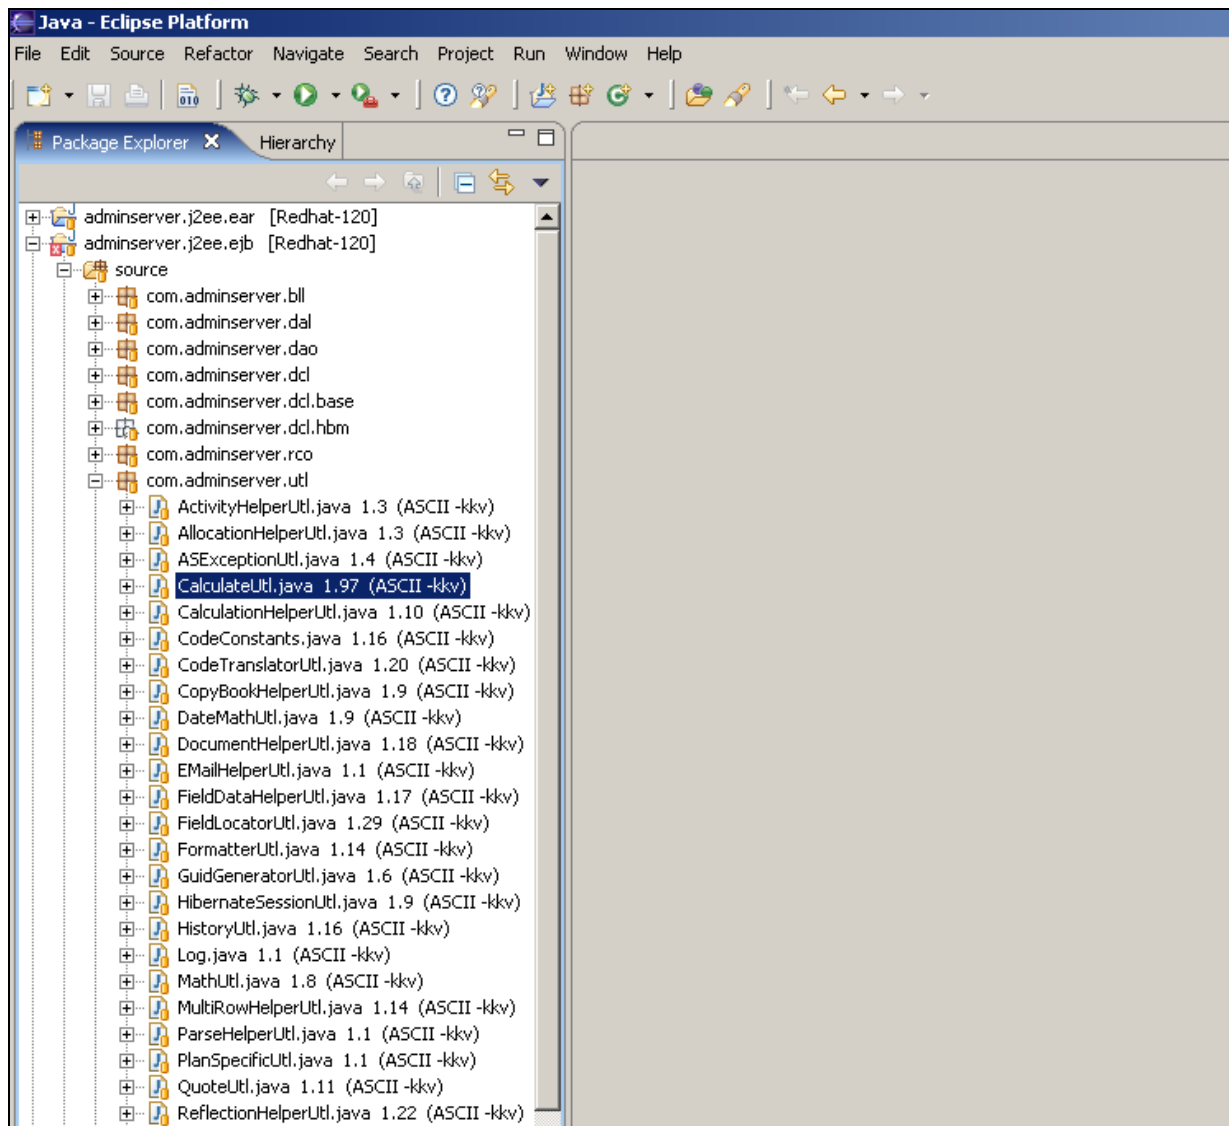 Java - Eclipse Platform
File Edit Source Refactor Navigate Search Project Run Window Help
010
Package Explorer Hierarchy
adminserver.j2ee.ear [Redhat-120]
adminserver.j2ee.ejb [Redhat-120]
source
com.adminserver.bll
com.adminserver.dal
com.adminserver.dao
com.adminserver.dcl
com.adminserver.dcl.base
com.adminserver.dcl.hbm
com.adminserver.rco
com.adminserver.utl
ActivityHelperUtl.java 1.3 (ASCII -kkv)
AllocationHelperUtl.java 1.3 (ASCII -kkv)
ASExceptionUtl.java 1.4 (ASCII -kkv)
CalculateUtl.java 1.97 (ASCII -kkv)
CalculationHelperUtl.java 1.10 (ASCII -kkv)
CodeConstants.java 1.16 (ASCII -kkv)
CodeTranslatorUtl.java 1.20 (ASCII -kkv)
CopyBookHelperUtl.java 1.9 (ASCII -kkv)
DateMathUtl.java 1.9 (ASCII -kkv)
DocumentHelperUtl.java 1.18 (ASCII -kkv)
EMailHelperUtl.java 1.1 (ASCII -kkv)
FieldDataHelperUtl.java 1.17 (ASCII -kkv)
FieldLocatorUtl.java 1.29 (ASCII -kkv)
FormatterUtl.java 1.14 (ASCII -kkv)
GuidGeneratorUtl.java 1.6 (ASCII -kkv)
HibernateSessionUtl.java 1.9 (ASCII -kkv)
HistoryUtl.java 1.16 (ASCII -kkv)
Log.java 1.1 (ASCII -kkv)
MathUtl.java 1.8 (ASCII -kkv)
MultiRowHelperUtl.java 1.14 (ASCII -kkv)
ParseHelperUtl.java 1.1 (ASCII -kkv)
PlanSpecificUtl.java 1.1 (ASCII -kkv)
QuoteUtl.java 1.11 (ASCII -kkv)
ReflectionHelperUtl.java 1.22 (ASCII -kkv)